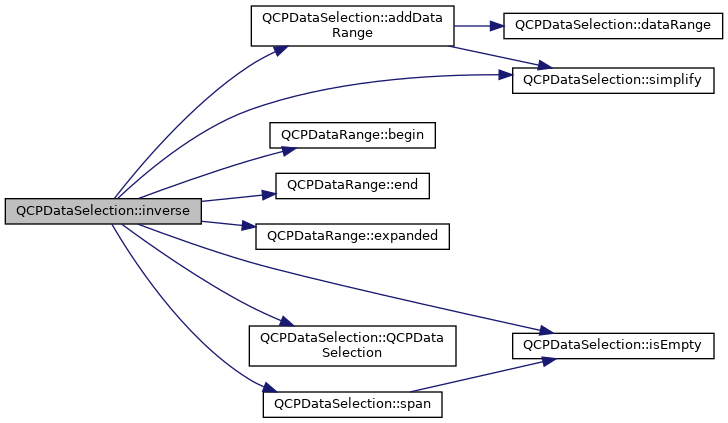 QCPDataSelection::inverse
QCPDataSelection::addData
Range
QCPDataSelection::dataRange
QCPDataSelection::simplify
QCPDataRange::begin
QCPDataRange::end
QCPDataRange::expanded
QCPDataSelection::QCPData
Selection
QCPDataSelection::isEmpty
QCPDataSelection::span